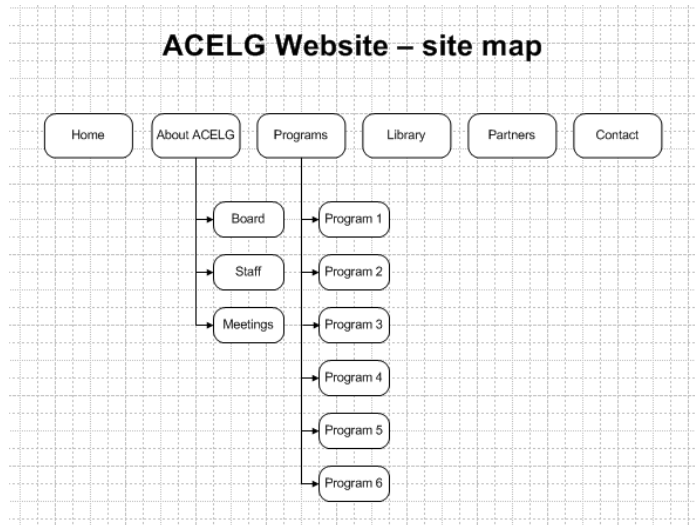 ACELG Website – site map
Home
About ACELG
Programs
Library
Partners
Contact
Board
Staff
Meetings
Program 1
Program 2
Program 3
Program 4
Program 5
Program 6